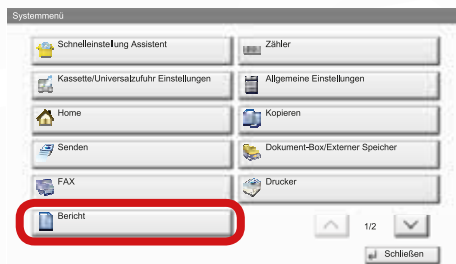 Systemmenü
Schnelleinstellung Assistent
Zähler
Kassette/Universalzufuhr Einstellungen
Allgemeine Einstellungen
Home
Kopieren
Senden
Dokument-Box/Externer Speicher
FAX
Drucker
Bericht
1/2
Schließen